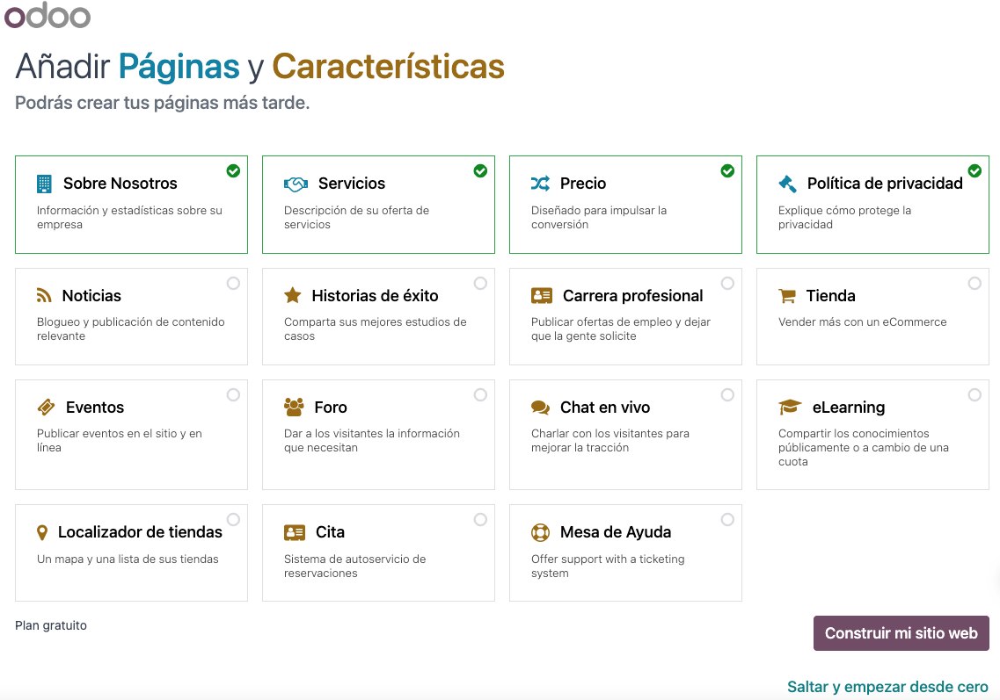 odoo
Añadir Páginas y Características
Podrás crear tus páginas más tarde.
Sobre Nosotros
Información y estadísticas sobre su
empresa
Servicios
Descripción de su oferta de
servicios
Precio
Diseñado para impulsar la
conversión
Política de privacidad
Explique cómo protege la
privacidad
Noticias
Blogueo y publicación de contenido
relevante
Historias de éxito
Comparta sus mejores estudios de
casos
Carrera profesional
Publicar ofertas de empleo y dejar
que la gente solicite
Tienda
Vender más con un eCommerce
Eventos
Publicar eventos en el sitio y en
línea
Foro
Dar a los visitantes la información
que necesitan
Chat en vivo
Charlar con los visitantes para
mejorar la tracción
eLearning
Compartir los conocimientos
públicamente o a cambio de una
cuota
Localizador de tiendas
Un mapa y una lista de sus tiendas
Cita
Sistema de autoservicio de
reservaciones
Mesa de Ayuda
Offer support with a ticketing
system
Plan gratuito
Construir mi sitio web
Saltar y empezar desde cero